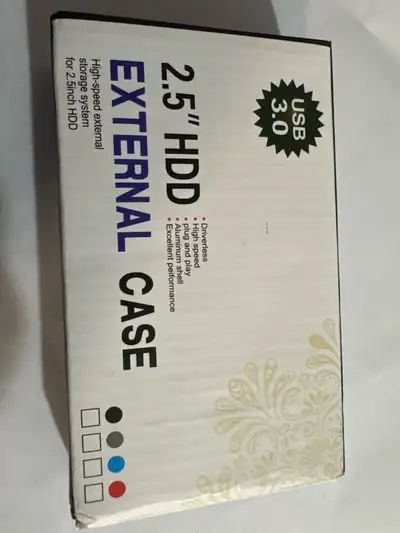 USB
3.0
2.5" HDD
EXTERNAL CASE
High-speed external
storage system
for 2.5inch HDD
Driverless
High speed
plug and play
Aluminum shell
Excellent peiformance